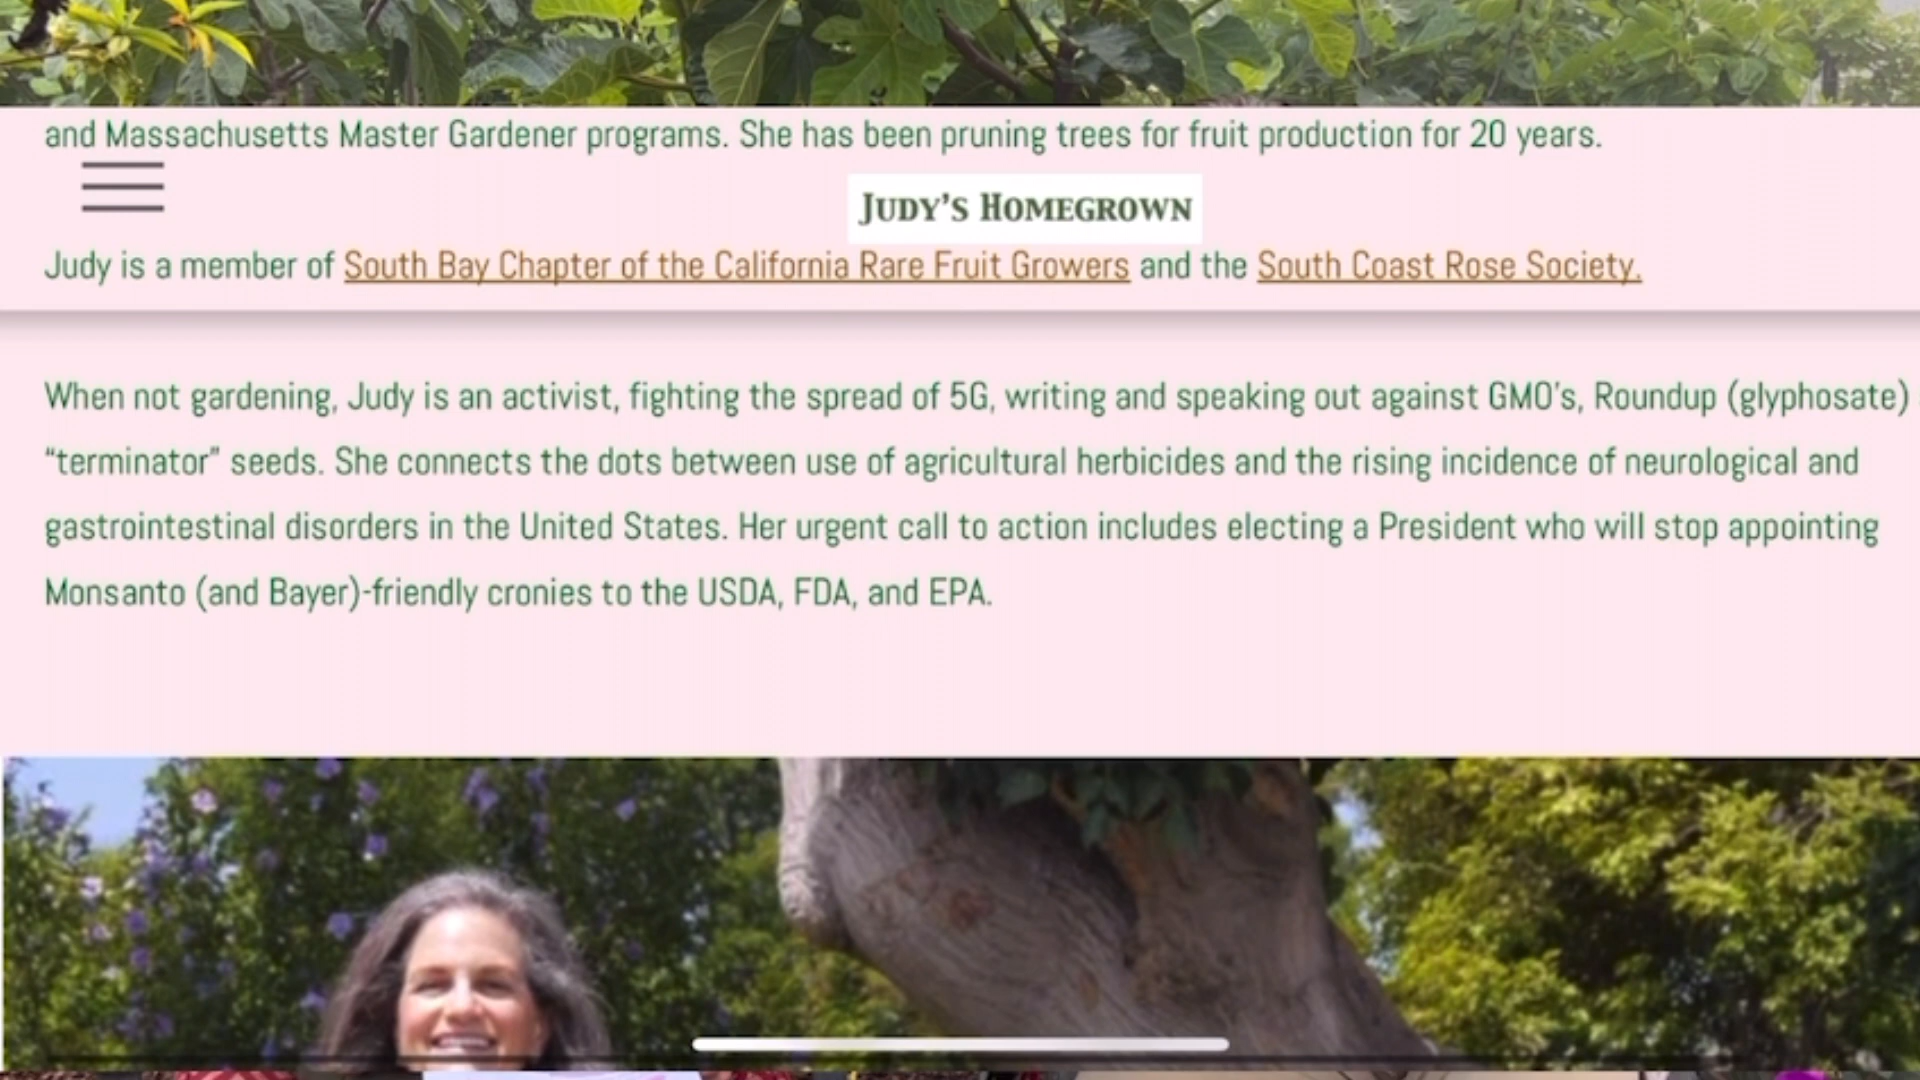 and Massachusetts Master Gardener programs. She has been pruning trees for fruit production for 20 years.
JUDY'S HOMEGROWN
Judy is a member of South Bay Chapter of the California Rare Fruit Growers and the South Coast Rose Society.
When not gardening, Judy is an activist, fighting the spread of 5G, writing and speaking out against GMO's, Roundup (glyphosate)
“terminator” seeds. She connects the dots between use of agricultural herbicides and the rising incidence of neurological and
gastrointestinal disorders in the United States. Her urgent call to action includes electing a President who will stop appointing
Monsanto (and Bayer)-friendly cronies to the USDA, FDA, and EPA.